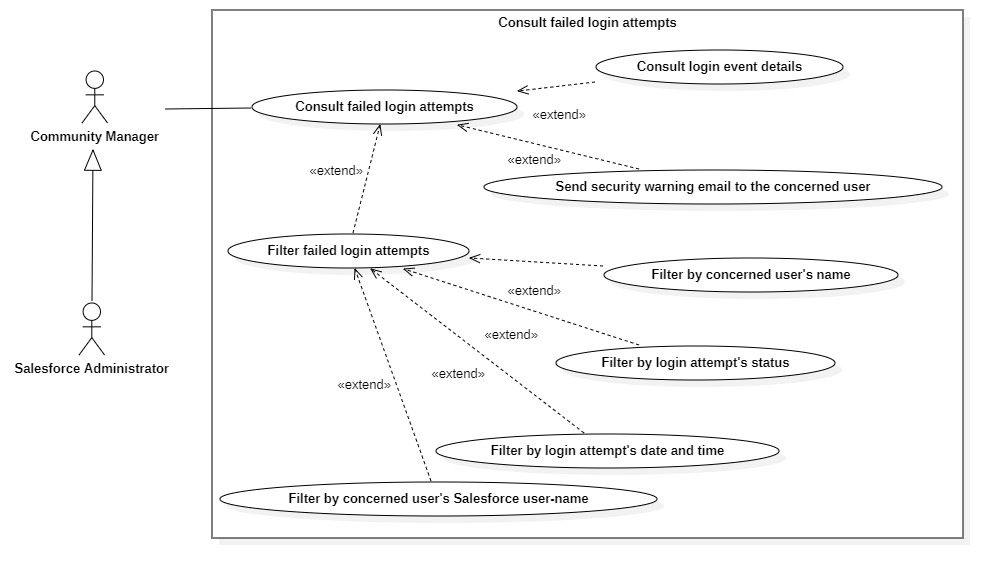 Consult failed login attempts
Consult login event details
Consult failed login attempts
«extend»
Community Manager
«extend»
«extend»
Send security warning email to the concerned user
Filter failed login attempts
Filter by concerned user's name
«extend»
«extend»
Filter by login attempt's status
Salesforce Administrator
«extend»
«extend»
Filter by login attempt's date and time
Filter by concerned user's Salesforce user-name